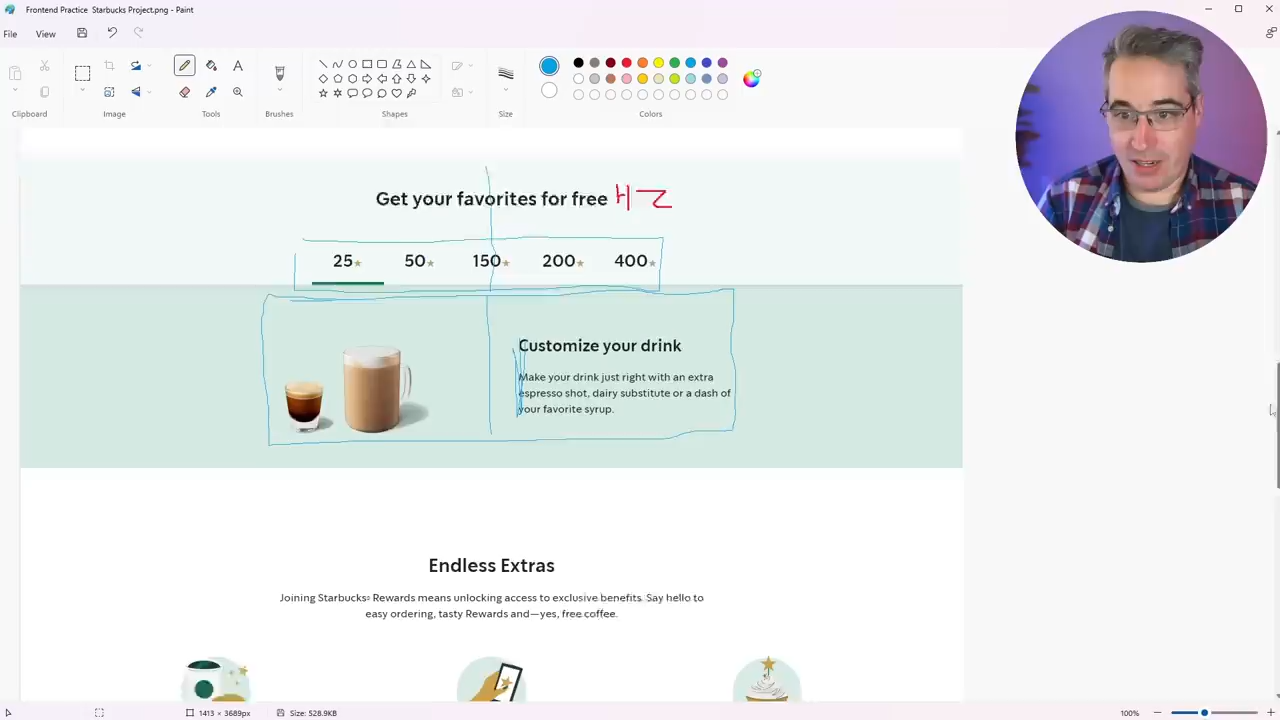 Frontend Practice Starbucks Project.png - Paint
File View
Clipboard Image Tools Brushes Shapes Size Colors
A
Get your favorites for free H2
25 50 150 200 400
Customize your drink
Make your drink just right with an extra
espresso shot, dairy substitute or a dash of
your favorite syrup.
Endless Extras
Joining Starbucks® Rewards means unlocking access to exclusive benefits. Say hello to
easy ordering, tasty Rewards and—yes, free coffee.
1413 × 3689px Size: 528.9KB 100%